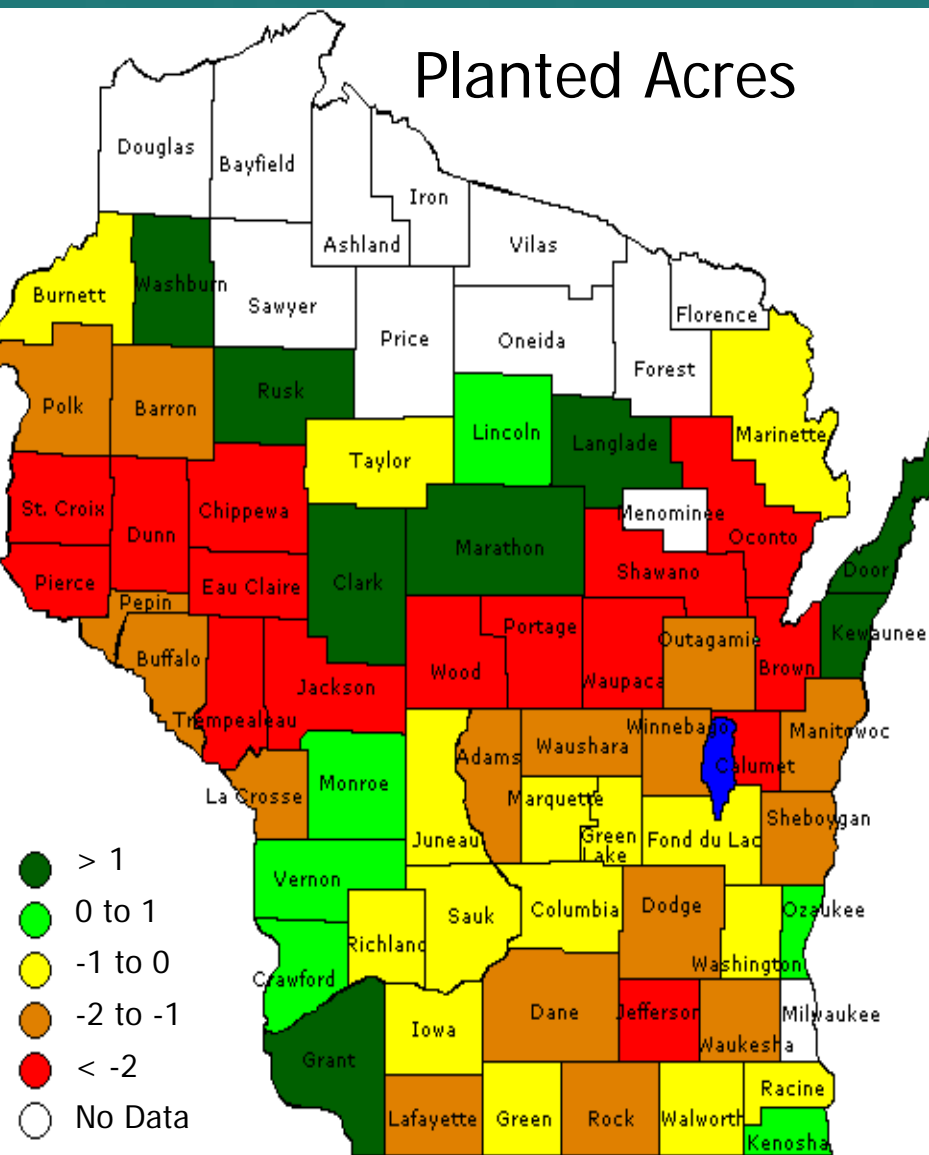 Planted Acres
Douglas
Bayfield
Iron
Ashland
Vilas
Washburn
Burnett
Sawyer
Florence
Price
Oneida
Forest
Rusk
Polk
Barron
Lincoln
Langlade
Marinette
Taylor
St. Croix
Chippewa
Menominee
Dunn
Oconto
Marathon
Shawano
Door
Pierce
Eau Claire
Clark
Pepin
Portage
Kewaunee
Outagamie
Buffalo
Wood
Brown
Jackson
Waupaca
Trempealeau
Winnebago
Manitowoc
Waushara
Adams
Calumet
Monroe
La Crosse
Marquette
Sheboygan
Juneau
Green
Lake
Fond du Lac
> 1
0 to 1
-1 to 0
-2 to -1
< -2
No Data
Vernon
Sauk
Columbia
Dodge
Ozaukee
Richland
Washington
Crawford
Dane
Jefferson
Milwaukee
Iowa
Waukesha
Grant
Racine
Lafayette
Green
Rock
Walworth
Kenosha